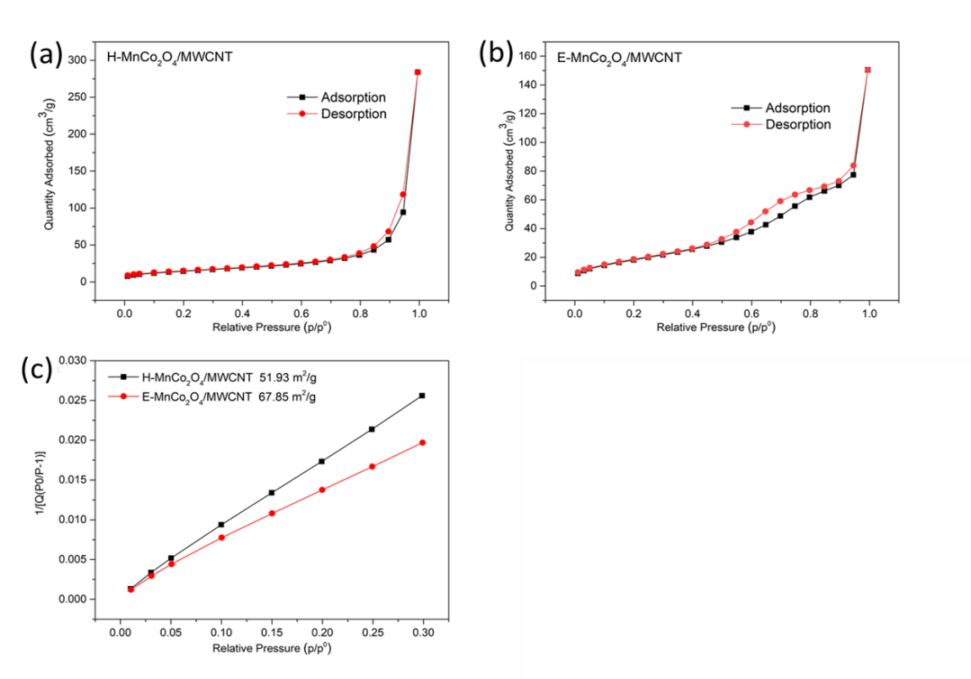 (a)
H-MnCo₂O₄/MWCNT
Adsorption
Desorption
Quantity Adsorbed (cm³/g)
300
250
200
150
100
50
0
0.0 0.2 0.4 0.6 0.8 1.0
Relative Pressure (p/p⁰)
(b)
E-MnCo₂O₄/MWCNT
Adsorption
Desorption
Quantity Adsorbed (cm³/g)
160
140
120
100
80
60
40
20
0
0.0 0.2 0.4 0.6 0.8 1.0
Relative Pressure (p/p⁰)
(c)
H-MnCo₂O₄/MWCNT 51.93 m²/g
E-MnCo₂O₄/MWCNT 67.85 m²/g
1/[Q(P0/P-1)]
0.030
0.025
0.020
0.015
0.010
0.005
0.000
0.00 0.05 0.10 0.15 0.20 0.25 0.30
Relative Pressure (p/p⁰)